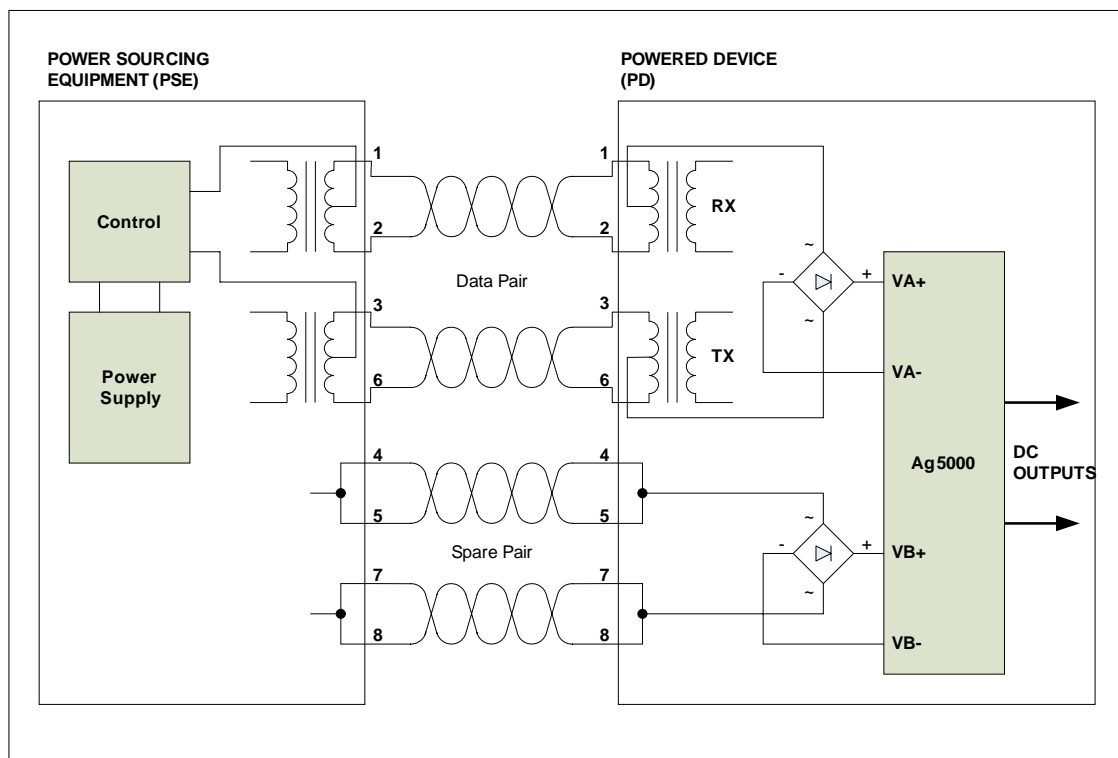 POWER SOURCING
EQUIPMENT (PSE)
POWERED DEVICE
(PD)
Control
Power
Supply
1
2
3
6
4
5
7
8
Data Pair
Spare Pair
1
2
3
6
4
5
7
8
RX
TX
~
-
+
~
~
-
+
~
VA+
VA-
Ag5000
VB+
VB-
DC
OUTPUTS